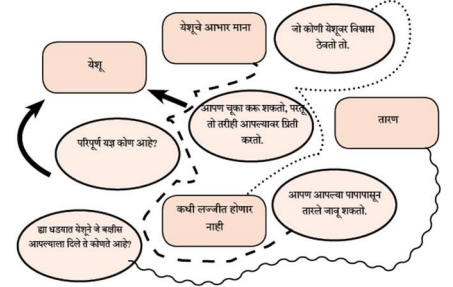 येशूचे आभार माना
जो कोणी येशूवर विश्वास
ठेवतो तो.
येशू
आपण चूका करू शकतो, परंतू
तो तरीही आपल्यावर प्रिती
करतो.
तारण
परिपूर्ण यज्ञ कोण आहे?
कधी लज्जीत होणार
नाही
आपण आपल्या पापापासून
तारले जावू शकतो.
ह्या धडयात येशूने जे बक्षीस
आपल्याला दिले ते कोणते आहे?